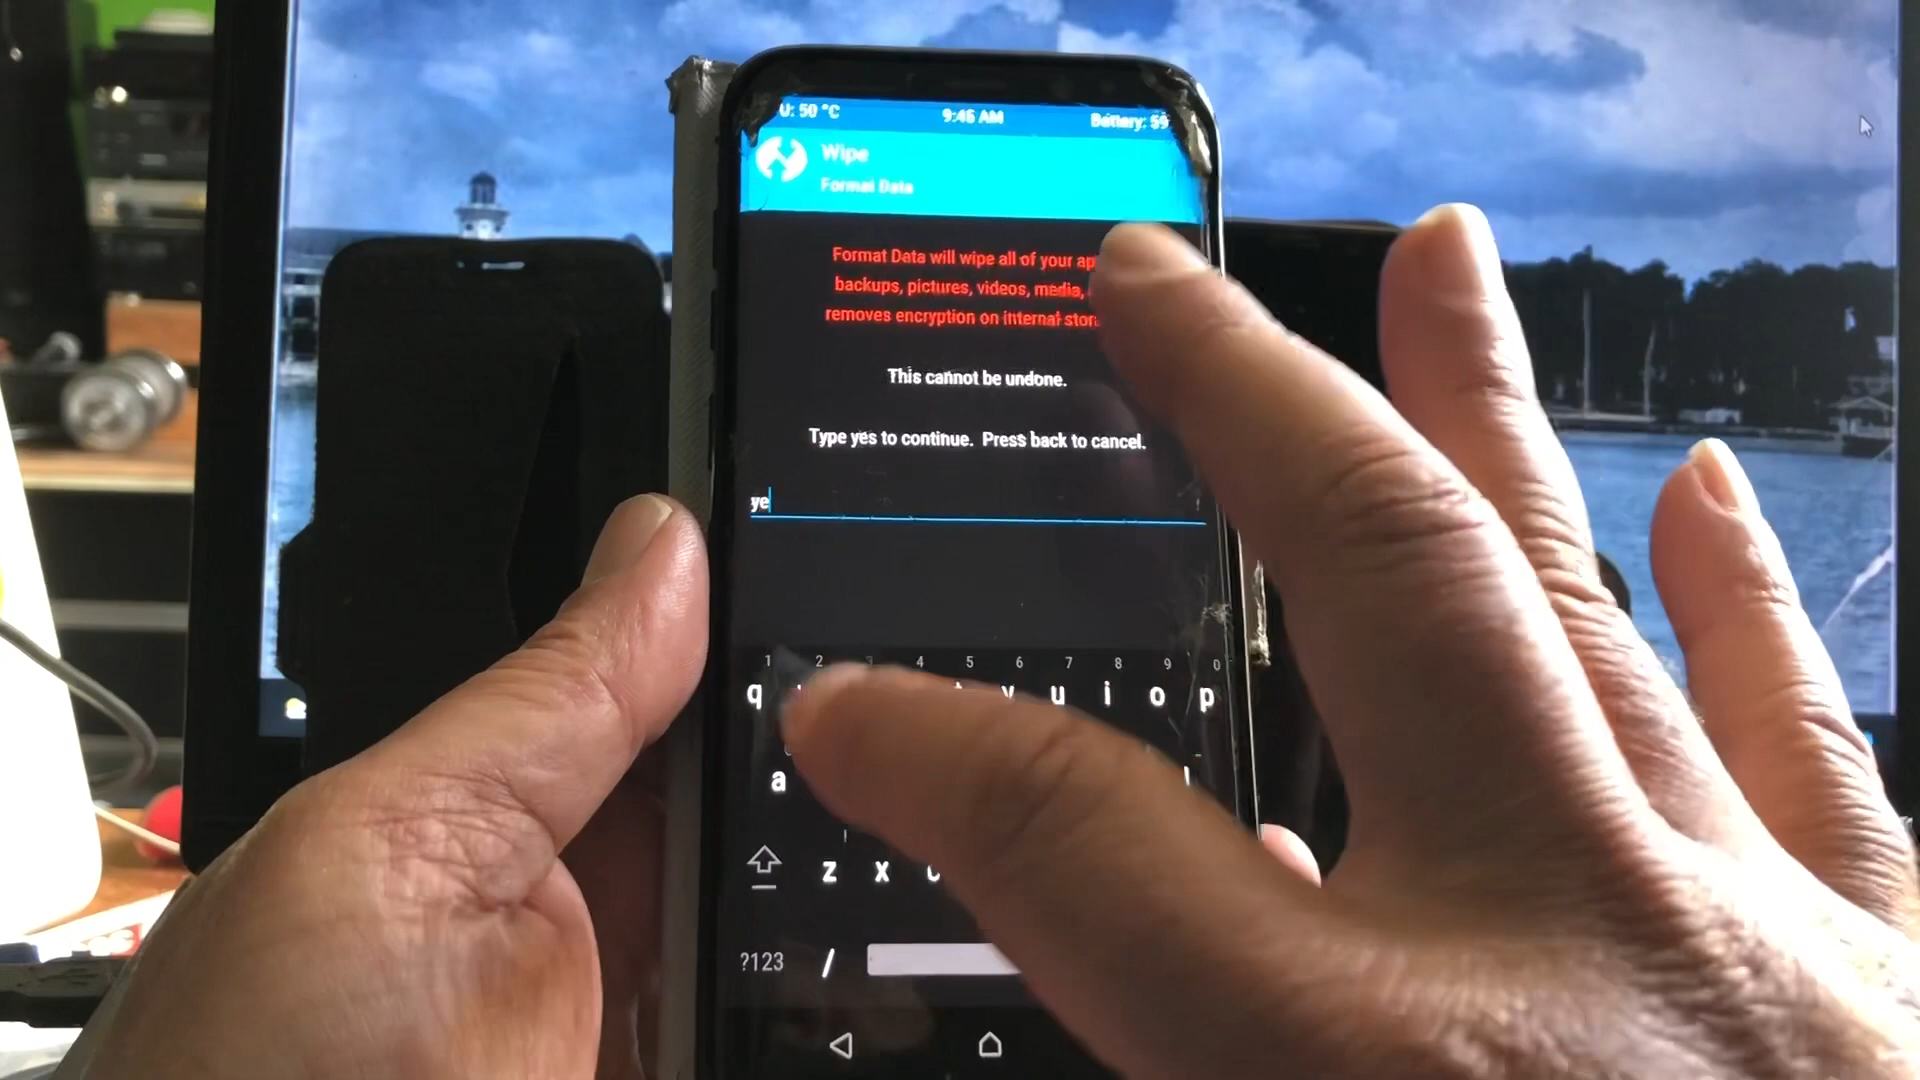 U: 50 °C 9:46 AM Battery: 59
Wipe
Format Data
Format Data will wipe all of your ap
backups, pictures, videos, media,
removes encryption on internal stor
This cannot be undone.
Type yes to continue. Press back to cancel.
ye
1 2 3 4 5 6 7 8 9 0
q t y u i o p
a l
z x c
?123 /